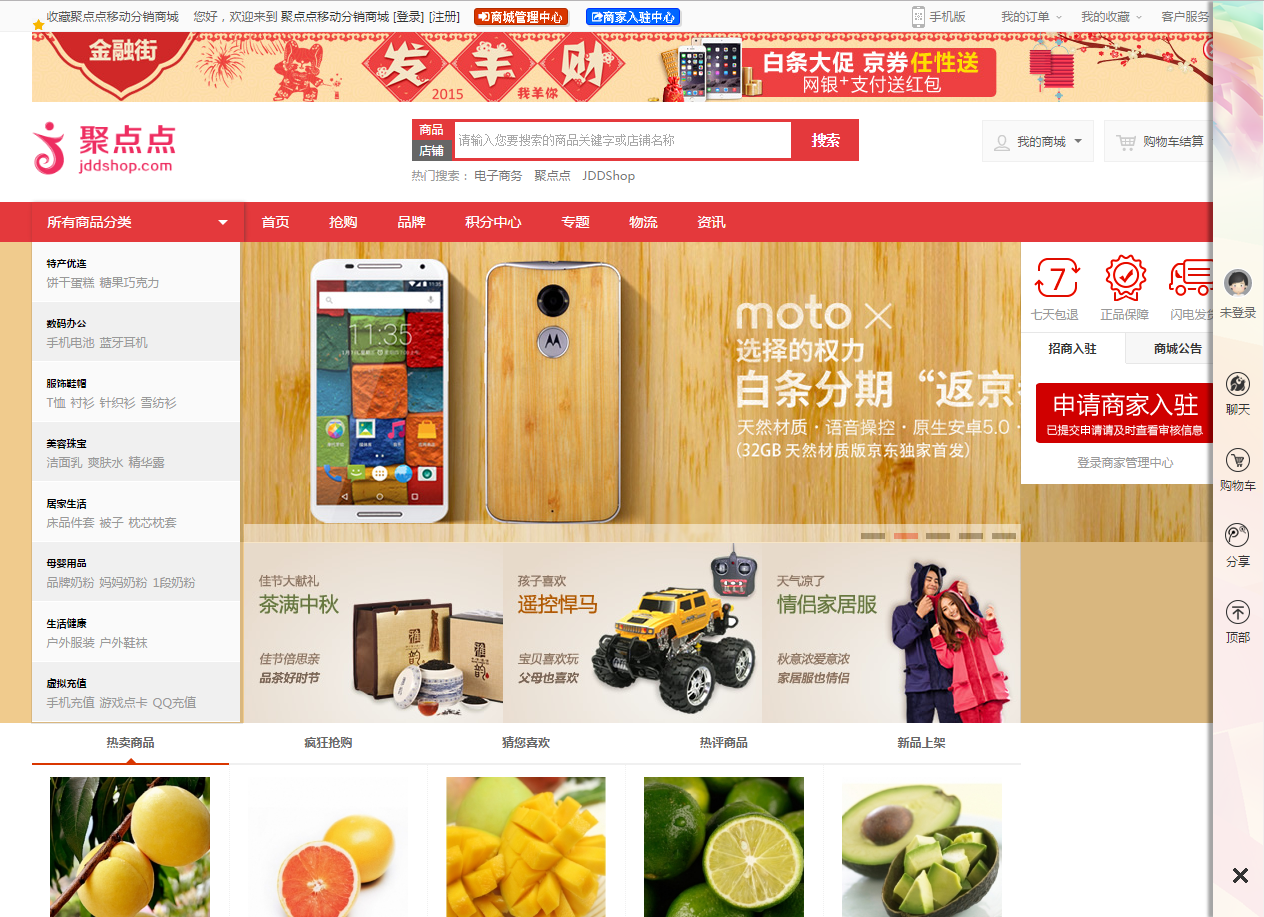 收藏聚点点移动分销商城 您好，欢迎来到 聚点点移动分销商城 [登录] [注册] 商城管理中心 商家入驻中心 手机版 我的订单 我的收藏 客户服务
金融街
发 羊 财
2015 我羊你
白条大促 京券任性送
网银+支付送红包
聚点点
jddshop.com
商品
店铺
请输入您要搜索的商品关键字或店铺名称
搜索
我的商城 购物车结算
热门搜索： 电子商务 聚点点 JDDShop
所有商品分类 首页 抢购 品牌 积分中心 专题 物流 资讯
特产优连
饼干蛋糕 糖果巧克力
数码办公
手机电池 蓝牙耳机
服饰鞋帽
T恤 衬衫 针织衫 雪纺衫
美容珠宝
洁面乳 爽肤水 精华露
居家生活
床品件套 被子 枕芯枕套
母婴用品
品牌奶粉 妈妈奶粉 1段奶粉
生活健康
户外服装 户外鞋袜
虚拟充值
手机充值 游戏点卡 QQ充值
11:35
moto X
选择的权力
白条分期“返京
天然材质·语音操控·原生安卓5.0·
(32GB 天然材质版京东独家首发)
7
七天包退 正品保障 闪电发货
招商入驻 商城公告
申请商家入驻
已提交申请请及时查看审核信息
登录商家管理中心
未登录
聊天
购物车
分享
顶部
佳节大献礼
茶满中秋
佳节倍思亲
品茶好时节
雅韵
雅韵
孩子喜欢
遥控悍马
宝贝喜欢玩
父母也喜欢
天气凉了
情侣家居服
秋意浓爱意浓
家居服也情侣
热卖商品 疯狂抢购 猜您喜欢 热评商品 新品上架